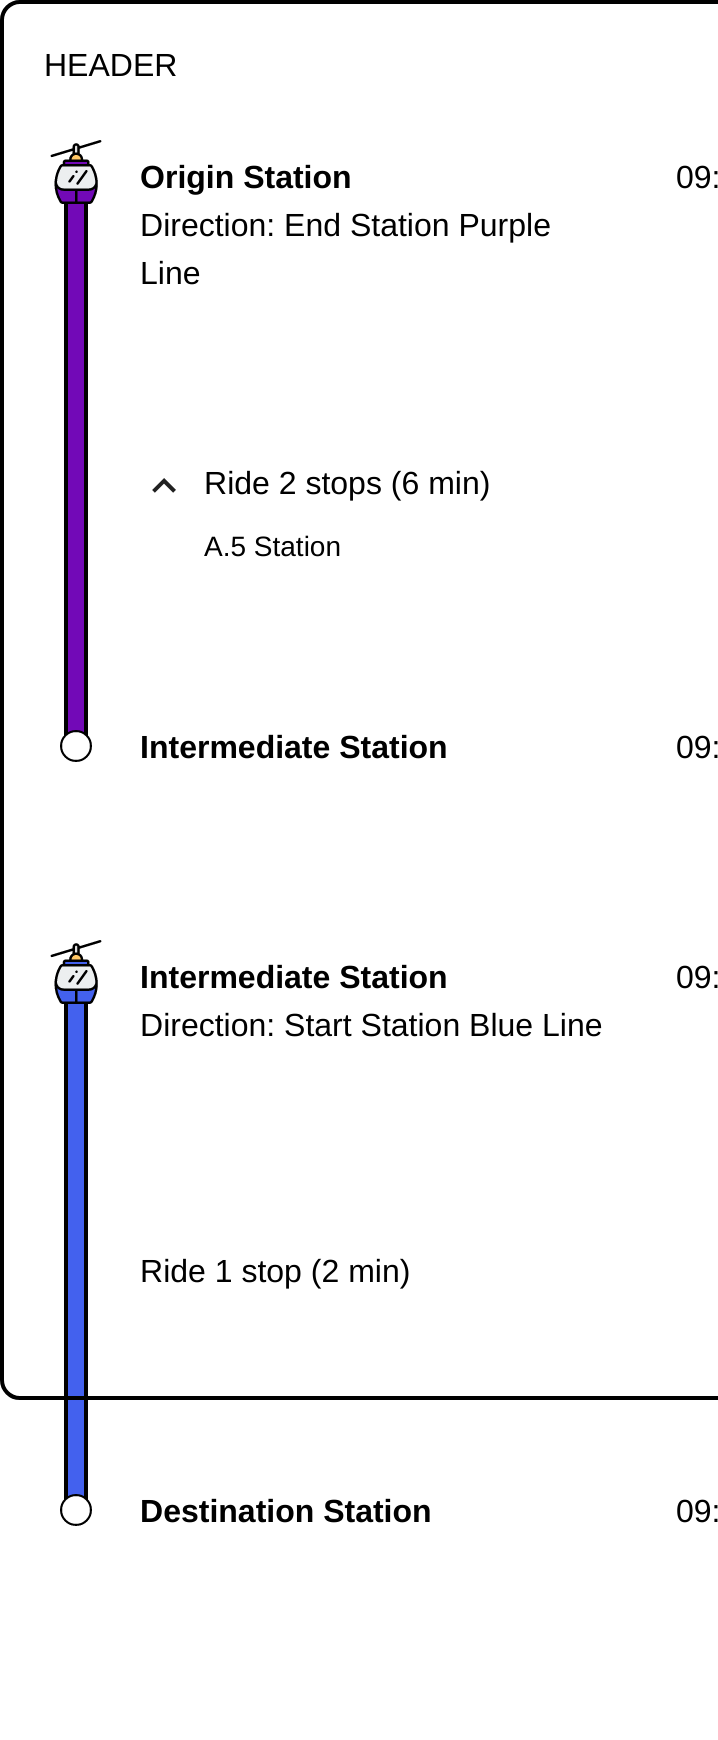 HEADER
Origin Station 09:
Direction: End Station Purple
Line
Ride 2 stops (6 min)
A.5 Station
Intermediate Station 09:
Intermediate Station 09:
Direction: Start Station Blue Line
Ride 1 stop (2 min)
Destination Station 09: